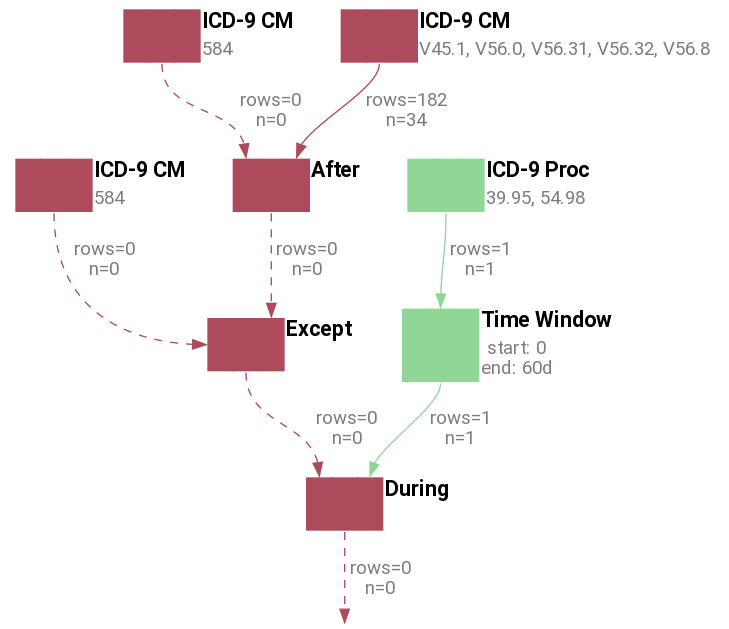 ICD-9 CM
584
ICD-9 CM
V45.1, V56.0, V56.31, V56.32, V56.8
rows=0
n=0
rows=182
n=34
ICD-9 CM
584
After
ICD-9 Proc
39.95, 54.98
rows=0
n=0
rows=0
n=0
rows=1
n=1
Except
Time Window
start: 0
end: 60d
rows=0
n=0
rows=1
n=1
During
rows=0
n=0